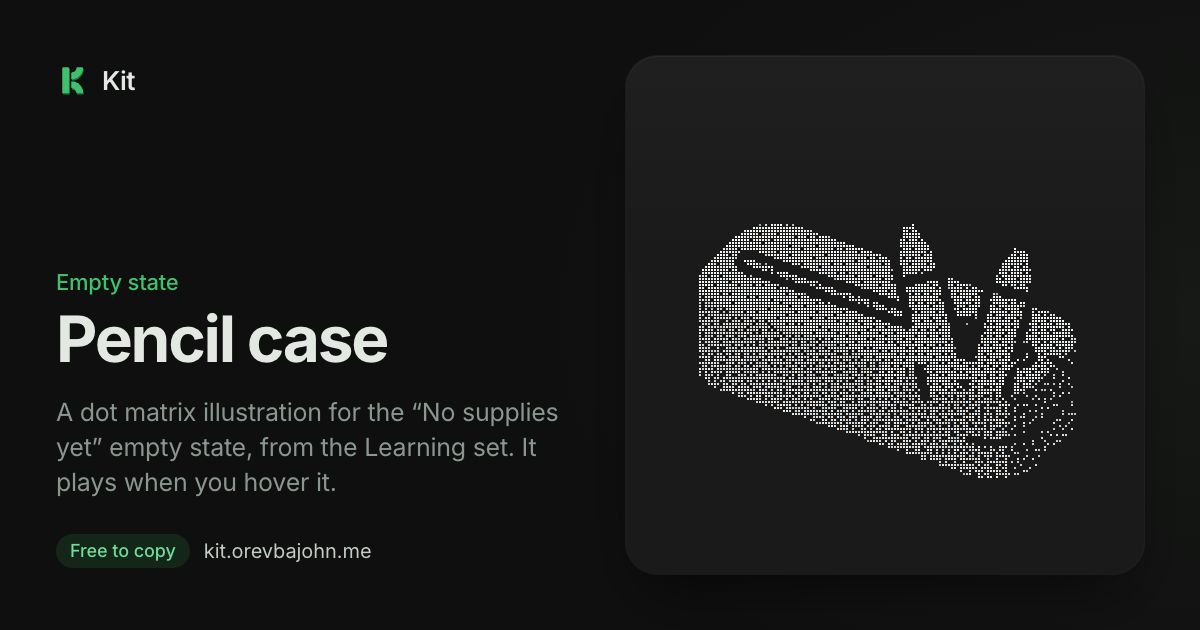 Kit
Empty state
Pencil case
A dot matrix illustration for the “No supplies
yet” empty state, from the Learning set. It
plays when you hover it.
Free to copy
kit.orevbajohn.me